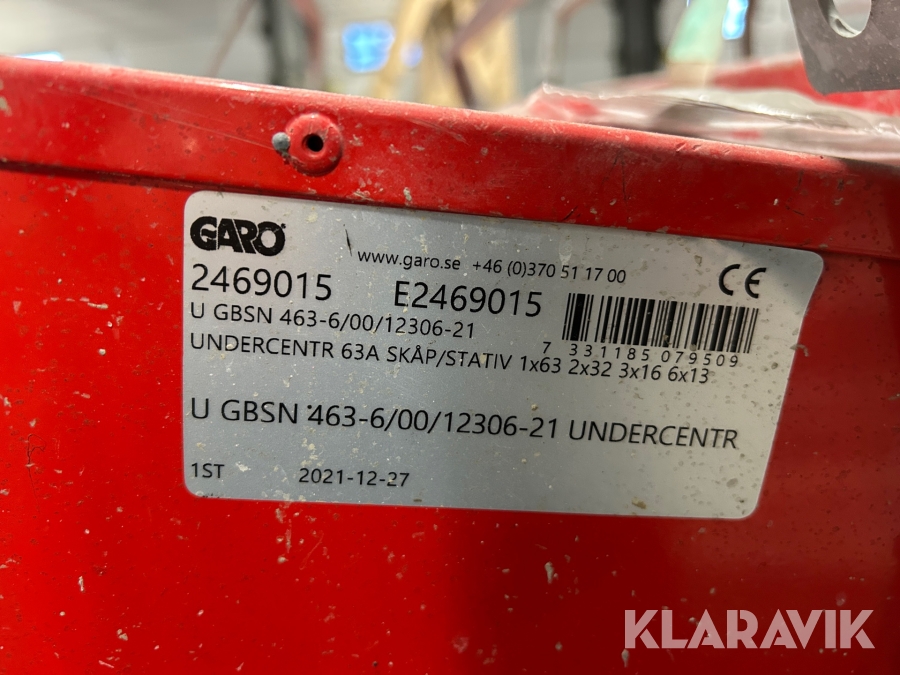 GARO
www.garo.se +46 (0)370 51 17 00
CE
2469015 E2469015
U GBSN 463-6/00/12306-21
7 331185 079509
UNDERCENTR 63A SKÅP/STATIV 1x63 2x32 3x16 6x13
U GBSN 463-6/00/12306-21 UNDERCENTR
1ST 2021-12-27
KLARAVIK